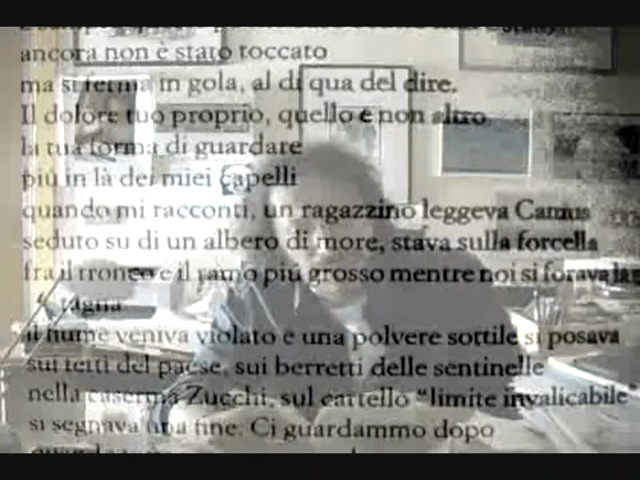 ancora non è stato toccato
ma si ferma in gola, al di qua del dire.
Il dolore tuo proprio, quello e non altro
la tua forma di guardare
più in là dei miei capelli
quando mi racconti, un ragazzino leggeva Camus
seduto su di un albero di more, stava sulla forcella
fra il tronco e il ramo più grosso mentre noi si forava la
tagna
il fiume veniva violato e una polvere sottile si posava
sui tetti del paese, sui berretti delle sentinelle
nella caserma Zucchi, sul cartello “limite invalicabile
si segnava una fine. Ci guardammo dopo